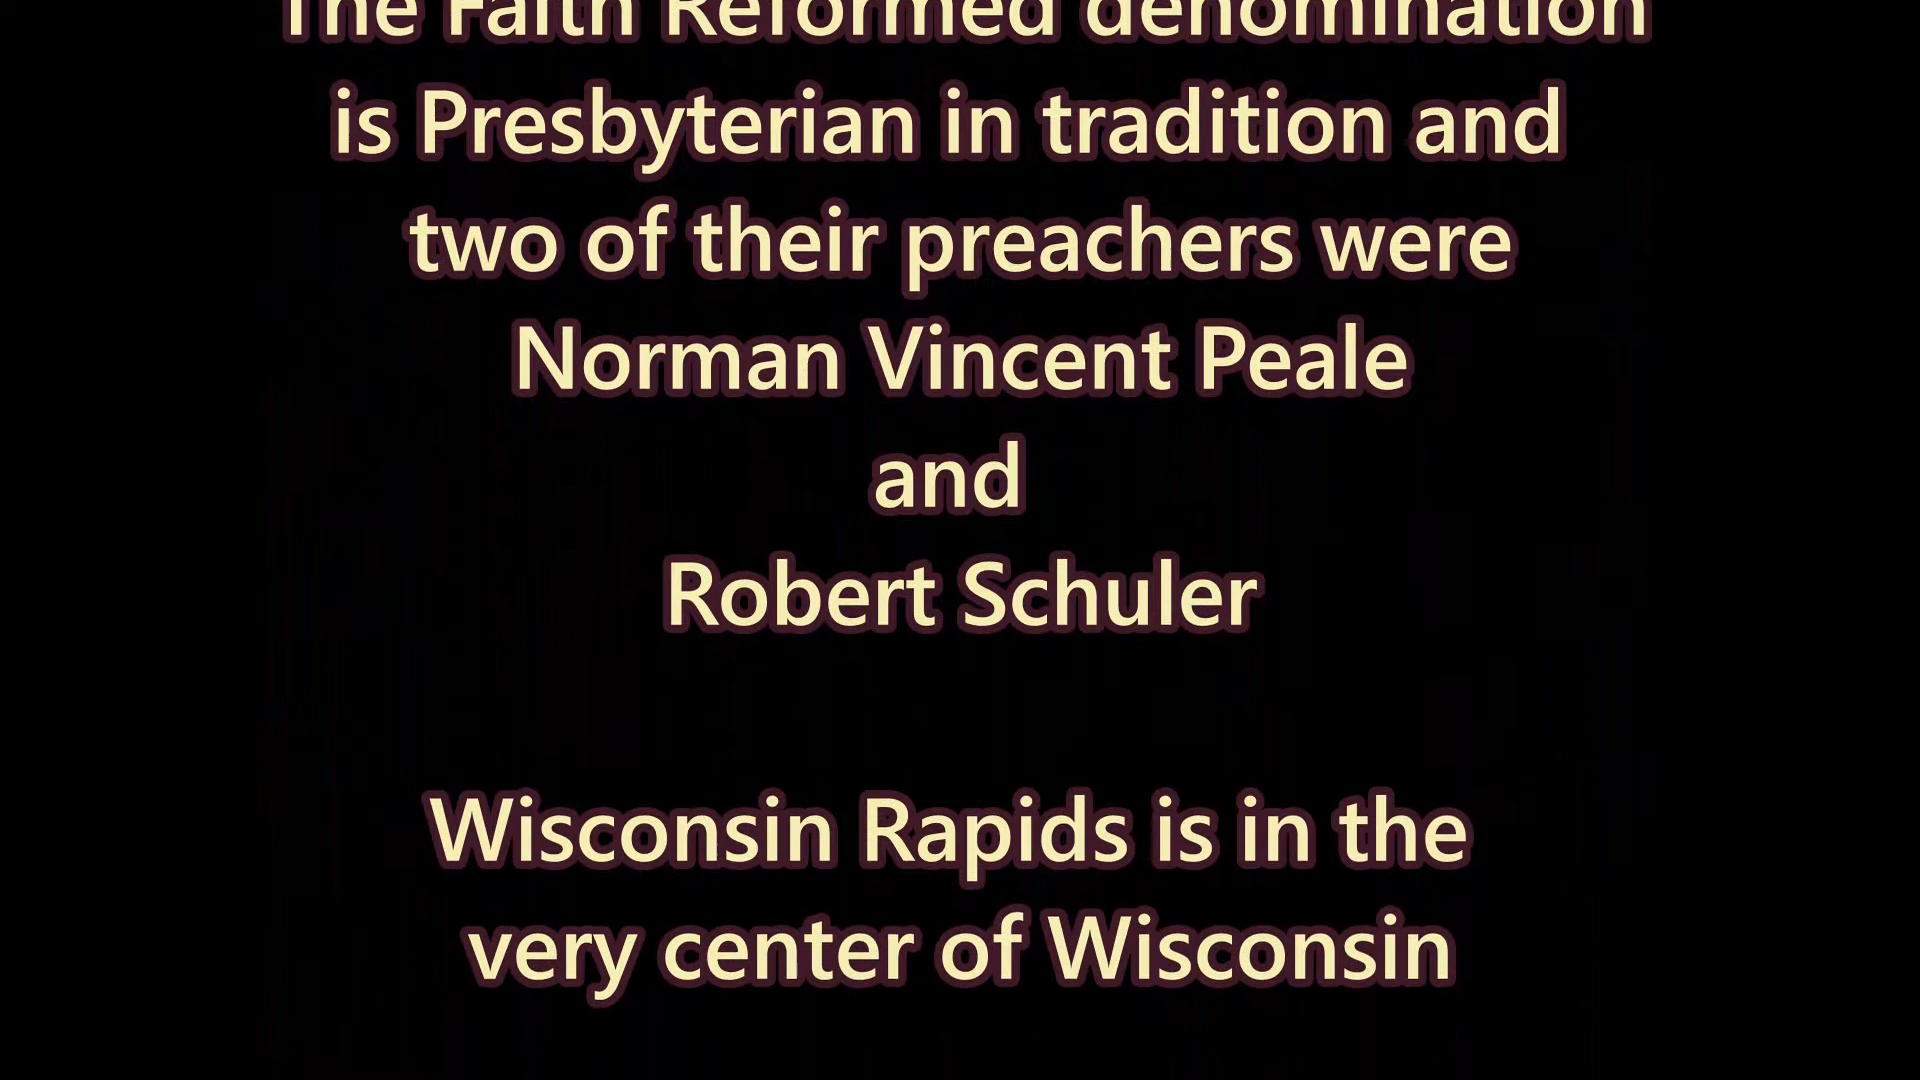 The Faith Reformed denomination
is Presbyterian in tradition and
two of their preachers were
Norman Vincent Peale
and
Robert Schuler
Wisconsin Rapids is in the
very center of Wisconsin